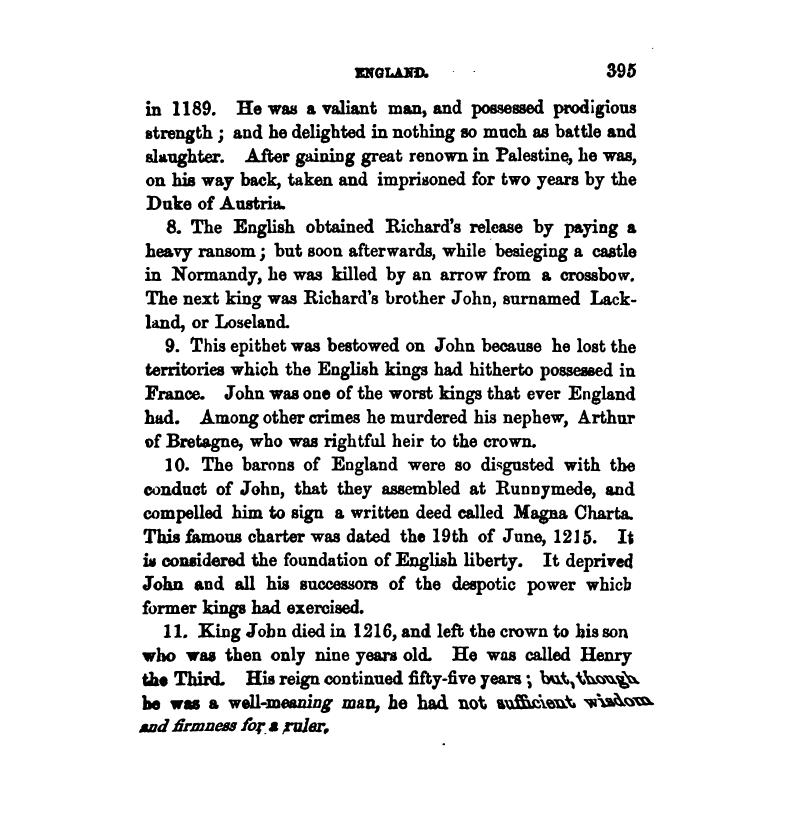 ENGLAND. 395
in 1189. He was a valiant man, and possessed prodigious
strength ; and he delighted in nothing so much as battle and
slaughter. After gaining great renown in Palestine, he was,
on his way back, taken and imprisoned for two years by the
Duke of Austria.
8. The English obtained Richard's release by paying a
heavy ransom ; but soon afterwards, while besieging a castle
in Normandy, he was killed by an arrow from a crossbow.
The next king was Richard's brother John, surnamed Lack-
land, or Loseland.
9. This epithet was bestowed on John because he lost the
territories which the English kings had hitherto possessed in
France. John was one of the worst kings that ever England
had. Among other crimes he murdered his nephew, Arthur
of Bretagne, who was rightful heir to the crown.
10. The barons of England were so disgusted with the
conduct of John, that they assembled at Runnymede, and
compelled him to sign a written deed called Magna Charta.
This famous charter was dated the 19th of June, 1215. It
is considered the foundation of English liberty. It deprived
John and all his successors of the despotic power which
former kings had exercised.
11. King John died in 1216, and left the crown to his son
who was then only nine years old. He was called Henry
the Third. His reign continued fifty-five years ; but, though
he was a well-meaning man, he had not sufficient wisdom
and firmness for a ruler.